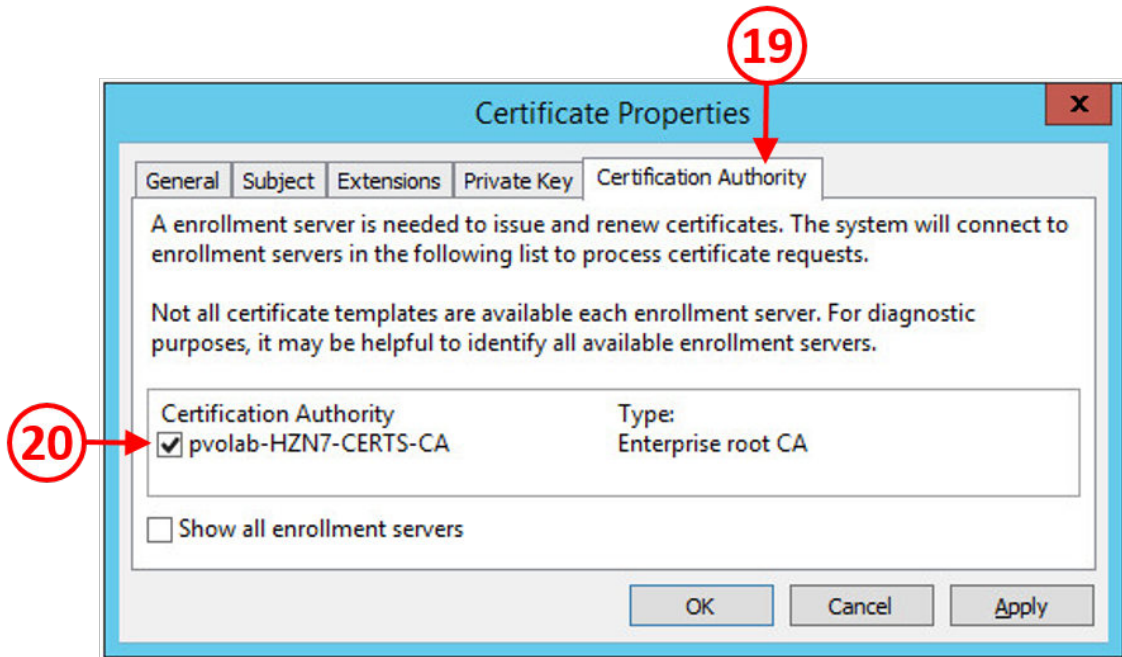 19
Certificate Properties
x
General Subject Extensions Private Key Certification Authority
A enrollment server is needed to issue and renew certificates. The system will connect to
enrollment servers in the following list to process certificate requests.
Not all certificate templates are available each enrollment server. For diagnostic
purposes, it may be helpful to identify all available enrollment servers.
Certification Authority Type:
20 pvolab-HZN7-CERTS-CA Enterprise root CA
Show all enrollment servers
OK Cancel Apply